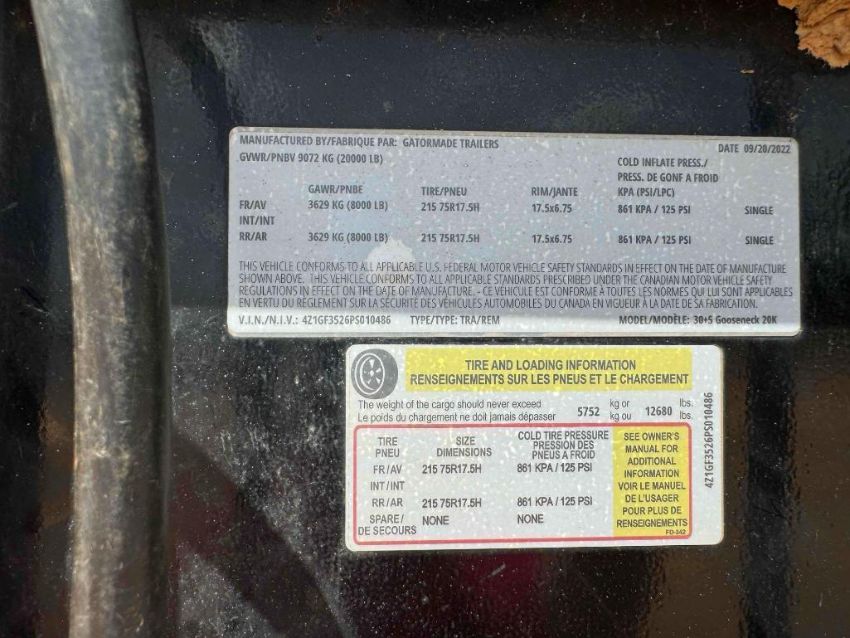 MANUFACTURED BY/FABRIQUE PAR: GATORMADE TRAILERS DATE 09/20/2022
GVWR/PNBV 9072 KG (20000 LB)
COLD INFLATE PRESS./
PRESS. DE GONF A FROID
GAWR/PNBE TIRE/PNEU RIM/JANTE KPA (PSI/LPC)
FR/AV 3629 KG (8000 LB) 215 75R17.5H 17.5x6.75 861 KPA / 125 PSI SINGLE
INT/INT
RR/AR 3629 KG (8000 LB) 215 75R17.5H 17.5x6.75 861 KPA / 125 PSI SINGLE
THIS VEHICLE CONFORMS TO ALL APPLICABLE U.S. FEDERAL MOTOR VEHICLE SAFETY STANDARDS IN EFFECT ON THE DATE OF MANUFACTURE
SHOWN ABOVE. THIS VEHICLE CONFORMS TO ALL APPLICABLE STANDARDS PRESCRIBED UNDER THE CANADIAN MOTOR VEHICLE SAFETY
REGULATIONS IN EFFECT ON THE DATE OF MANUFACTURE. - CE VÉHICULE EST CONFORME À TOUTES LES NORMES QUI LUI SONT APPLICABLES
EN VERTU DU RÈGLEMENT SUR LA SÉCURITÉ DES VÉHICULES AUTOMOBILES DU CANADA EN VIGUEUR À LA DATE DE SA FABRICATION.
V.I.N./N.I.V.: 4Z1GF3526PS010486 TYPE/TYPE: TRA/REM MODEL/MODÈLE: 30+5 Gooseneck 20K
TIRE AND LOADING INFORMATION
RENSEIGNEMENTS SUR LES PNEUS ET LE CHARGEMENT
The weight of the cargo should never exceed 5752 kg or 12680 lbs.
Le poids du chargement ne doit jamais dépasser kg ou lbs.
TIRE SIZE COLD TIRE PRESSURE
PNEU DIMENSIONS PRESSION DES
PNEUS A FROID
FR/AV 215 75R17.5H 861 KPA / 125 PSI
INT/INT
RR/AR 215 75R17.5H 861 KPA / 125 PSI
SPARE/ NONE NONE
DE SECOURS
SEE OWNER'S
MANUAL FOR
ADDITIONAL
INFORMATION
VOIR LE MANUEL
DE L'USAGER
POUR PLUS DE
RENSEIGNEMENTS
FD-342
4Z1GF3526PS010486